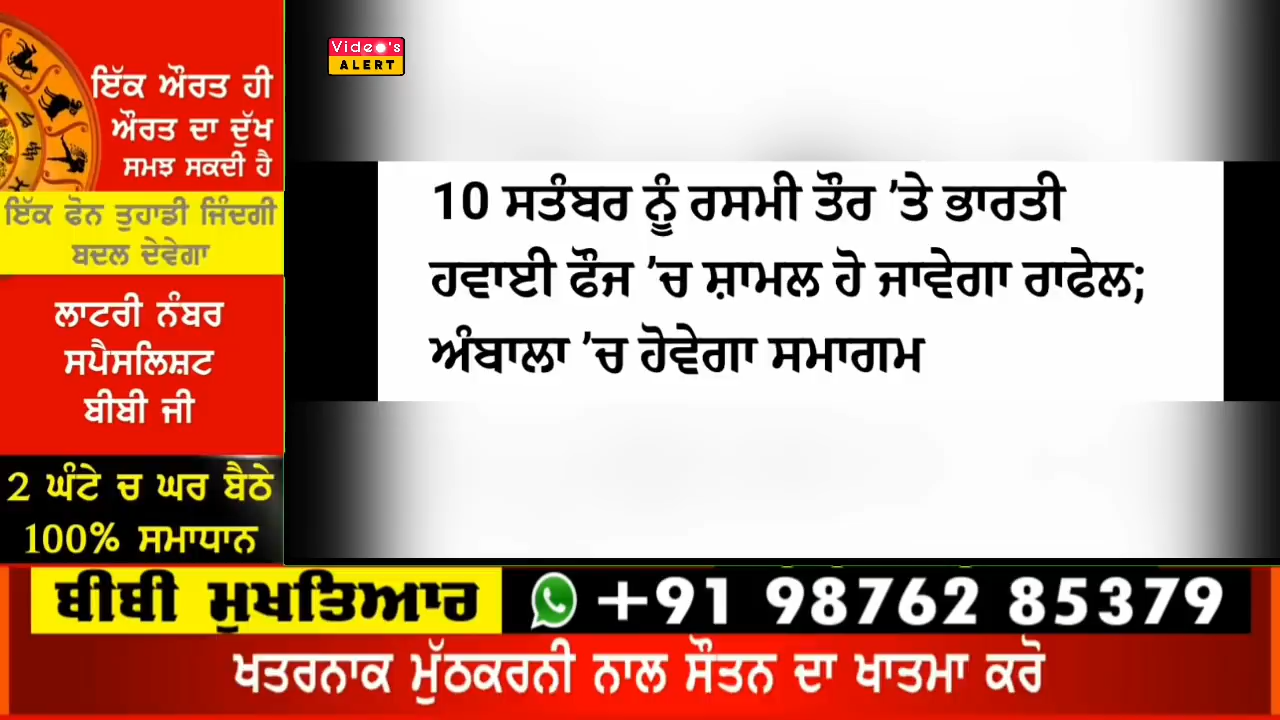 Video's
ALERT
ਇੱਕ ਔਰਤ ਹੀ
ਔਰਤ ਦਾ ਦੁੱਖ
ਸਮਝ ਸਕਦੀ ਹੈ
ਇੱਕ ਫੋਨ ਤੁਹਾਡੀ ਜਿੰਦਗੀ
ਬਦਲ ਦੇਵੇਗਾ
ਲਾਟਰੀ ਨੰਬਰ
ਸਪੈਸਲਿਸ਼ਟ
ਬੀਬੀ ਜੀ
2 ਘੰਟੇ ਚ ਘਰ ਬੈਠੇ
100% ਸਮਾਧਾਨ
10 ਸਤੰਬਰ ਨੂੰ ਰਸਮੀ ਤੌਰ ’ਤੇ ਭਾਰਤੀ
ਹਵਾਈ ਫੌਜ ’ਚ ਸ਼ਾਮਲ ਹੋ ਜਾਵੇਗਾ ਰਾਫੇਲ;
ਅੰਬਾਲਾ ’ਚ ਹੋਵੇਗਾ ਸਮਾਗਮ
ਬੀਬੀ ਮੁਖਤਿਆਰ +91 98762 85379
ਖਤਰਨਾਕ ਮੁੱਠਕਰਨੀ ਨਾਲ ਸੌਤਨ ਦਾ ਖਾਤਮਾ ਕਰੋ